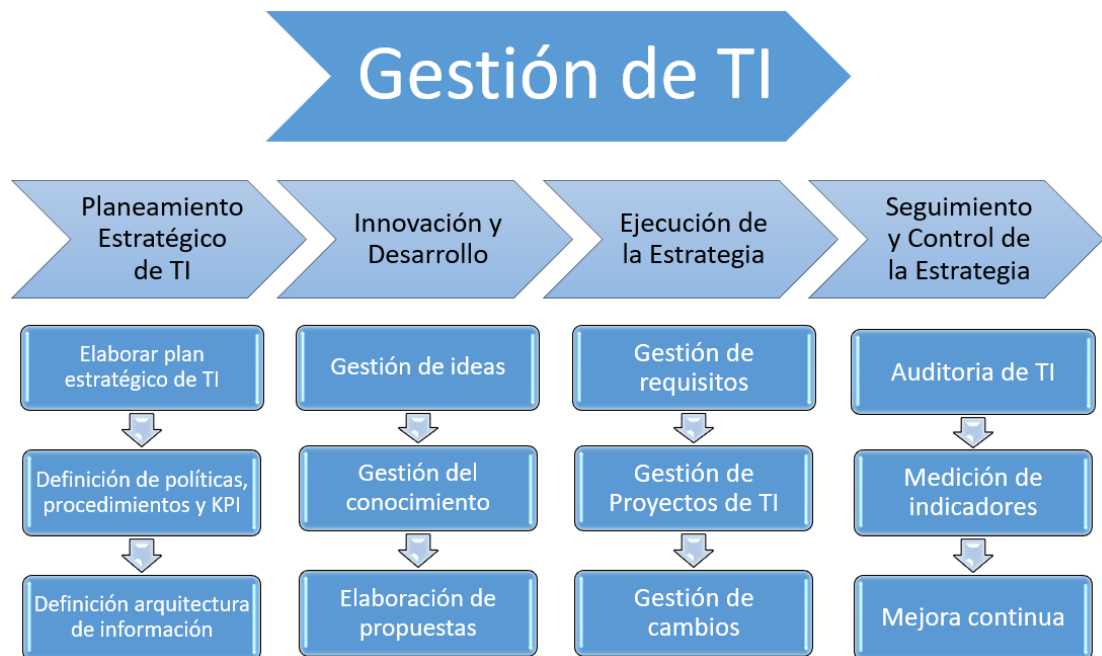 Gestión de TI
Planeamiento
Estratégico
de TI
Innovación y
Desarrollo
Ejecución de
la Estrategia
Seguimiento
y Control de
la Estrategia
Elaborar plan
estratégico de TI
Definición de políticas,
procedimientos y KPI
Definición arquitectura
de información
Gestión de ideas
Gestión del
conocimiento
Elaboración de
propuestas
Gestión de
requisitos
Gestión de
Proyectos de TI
Gestión de
cambios
Auditoria de TI
Medición de
indicadores
Mejora continua